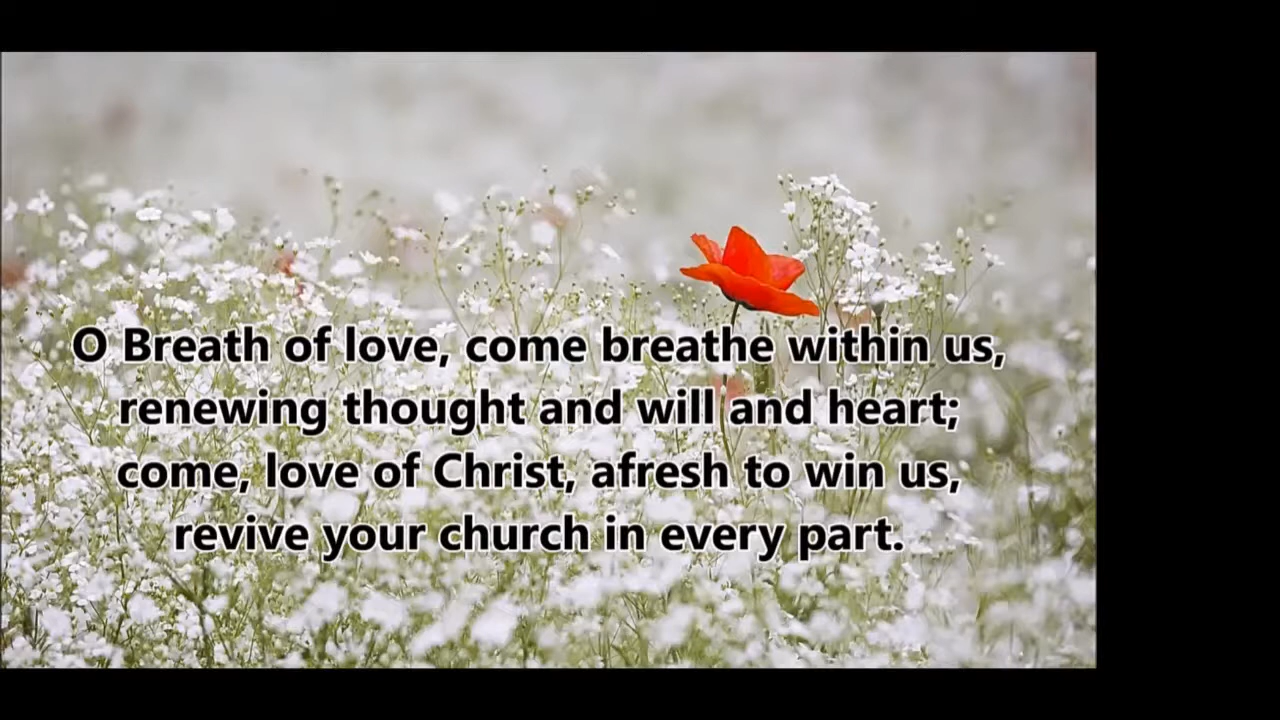 O Breath of love, come breathe within us,
renewing thought and will and heart;
come, love of Christ, afresh to win us,
revive your church in every part.